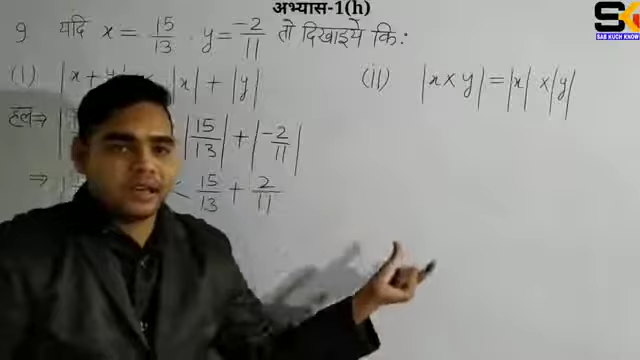 अभ्यास-1(h)
SK
SAB KUCH KNOW
9 यदि x = 15/13 . y = -2/11 तो दिखाइये कि :
(i) |x + y| |x| + |y|
(ii) |x × y| = |x| × |y|
हल ⇒ | |15/13| + |-2/11|
⇒ < 15/13 + 2/11